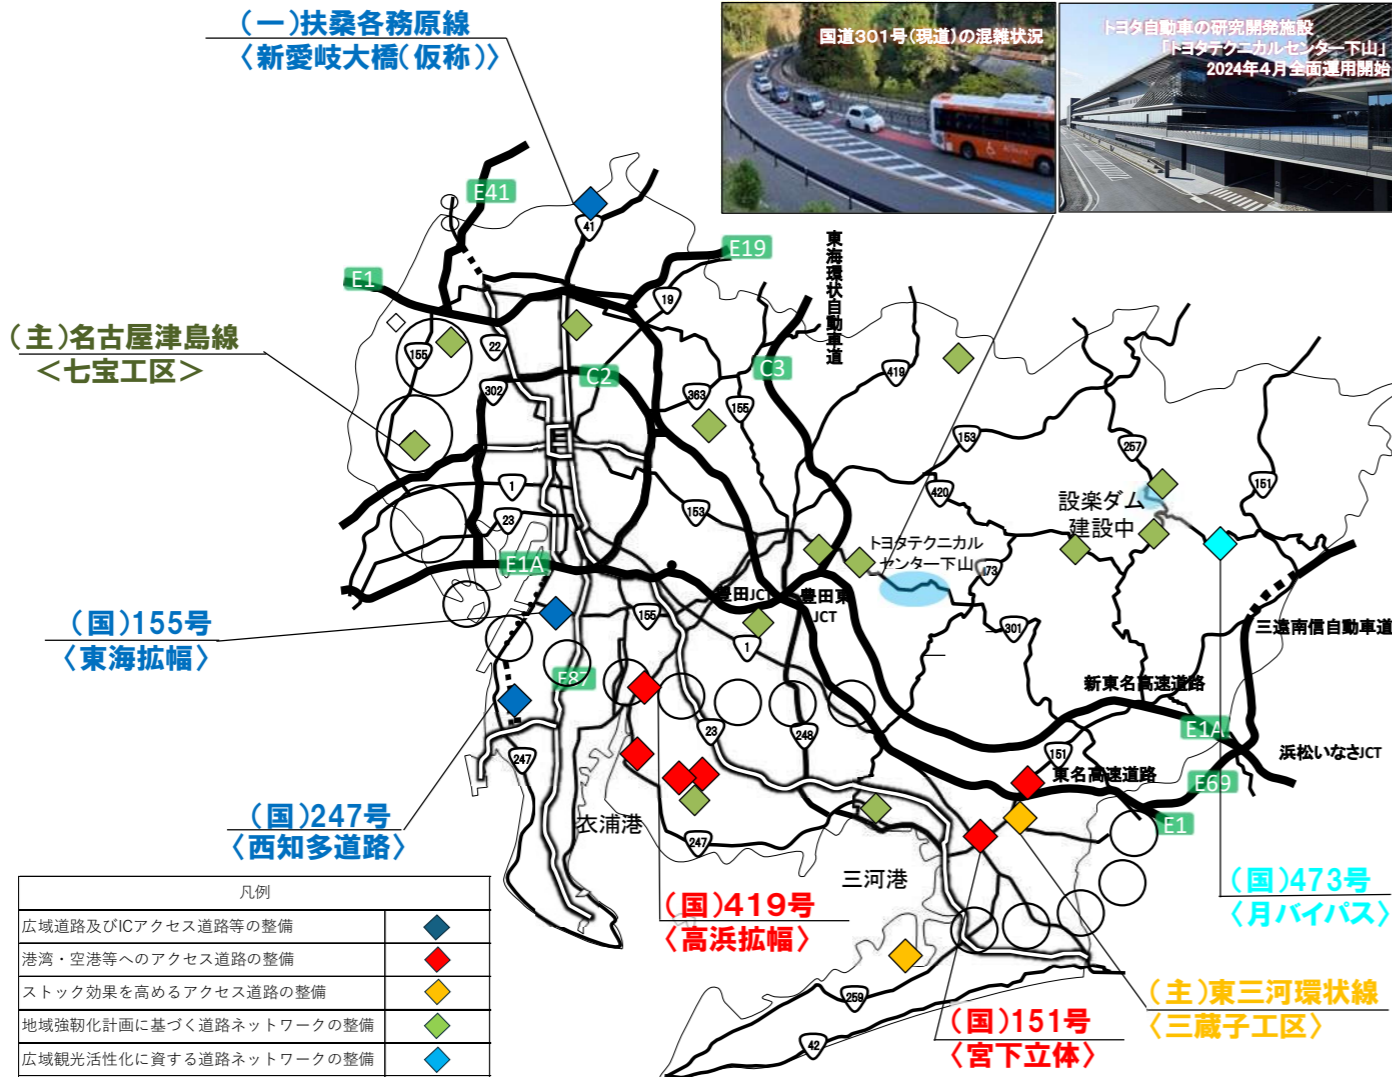 (一)扶桑各務原線
〈新愛岐大橋(仮称)〉
国道301号(現道)の混雑状況
トヨタ自動車の研究開発施設
「トヨタテクニカルセンター下山」
2024年4月全面運用開始
E41
41
E19
E1
19
東海環状自動車道
(主)名古屋津島線
＜七宝工区＞
155
22
302
C2
C3
363
155
419
153
257
151
420
設楽ダム
建設中
1
23
153
E1A
トヨタテクニカル
センター下山
473
豊田JCT
豊田東
JCT
(国)155号
〈東海拡幅〉
155
1
301
三遠南信自動車道
E87
新東名高速道路
E1A
浜松いなさJCT
23
248
151
東名高速道路
E69
E1
247
(国)247号
〈西知多道路〉
衣浦港
247
三河港
(国)419号
〈高浜拡幅〉
(国)473号
〈月バイパス〉
(主)東三河環状線
〈三蔵子工区〉
259
42
(国)151号
〈宮下立体〉
凡例
広域道路及びICアクセス道路等の整備
港湾・空港等へのアクセス道路の整備
ストック効果を高めるアクセス道路の整備
地域強靭化計画に基づく道路ネットワークの整備
広域観光活性化に資する道路ネットワークの整備